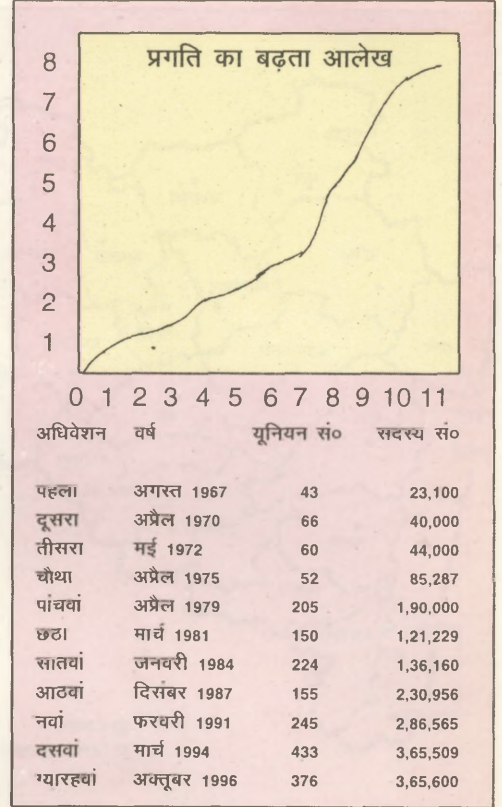 प्रगति का बढ़ता आलेख
8
7
6
5
4
3
2
1
0 1 2 3 4 5 6 7 8 9 10 11
अधिवेशन वर्ष यूनियन सं० सदस्य सं०
पहला अगस्त 1967 43 23,100
दूसरा अप्रैल 1970 66 40,000
तीसरा मई 1972 60 44,000
चौथा अप्रैल 1975 52 85,287
पांचवां अप्रैल 1979 205 1,90,000
छठा मार्च 1981 150 1,21,229
सातवां जनवरी 1984 224 1,36,160
आठवां दिसंबर 1987 155 2,30,956
नवां फरवरी 1991 245 2,86,565
दसवां मार्च 1994 433 3,65,509
ग्यारहवां अक्तूबर 1996 376 3,65,600